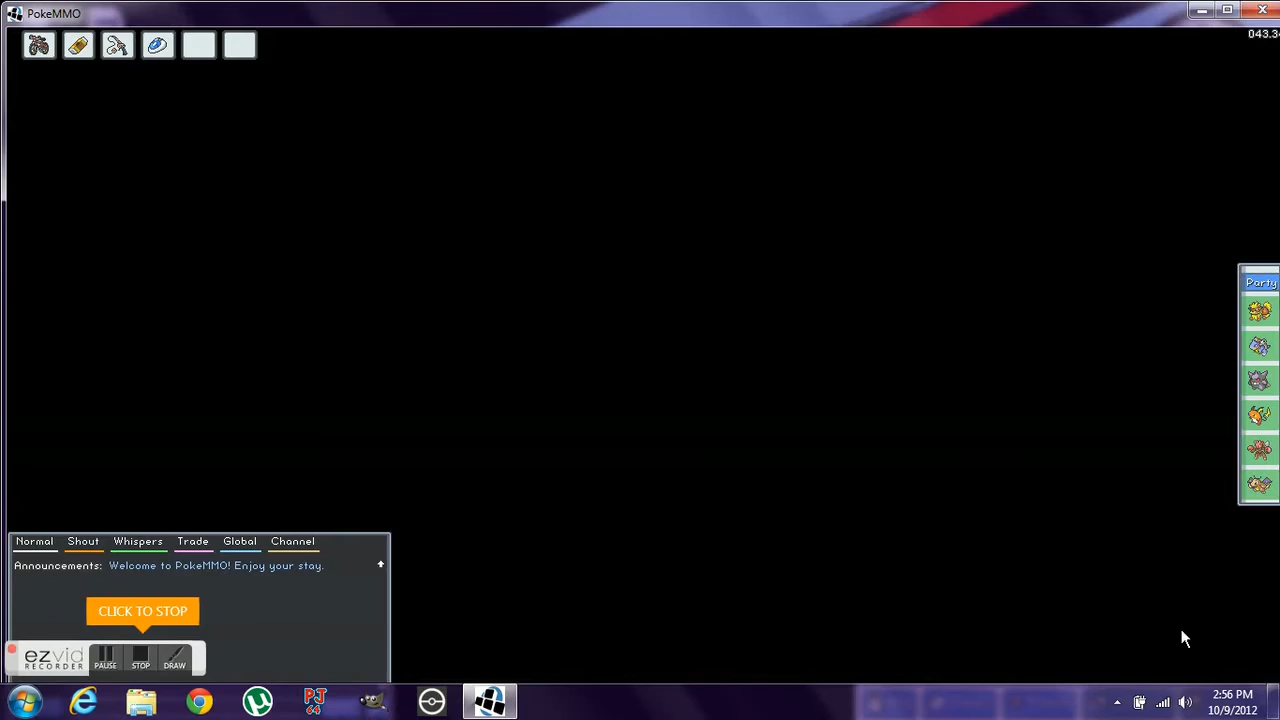 PokeMMO
043.3
Party
Normal Shout Whispers Trade Global Channel
Announcements: Welcome to PokeMMO! Enjoy your stay.
CLICK TO STOP
ezvid
RECORDER
PAUSE STOP DRAW
PJ
64
2:56 PM
10/9/2012